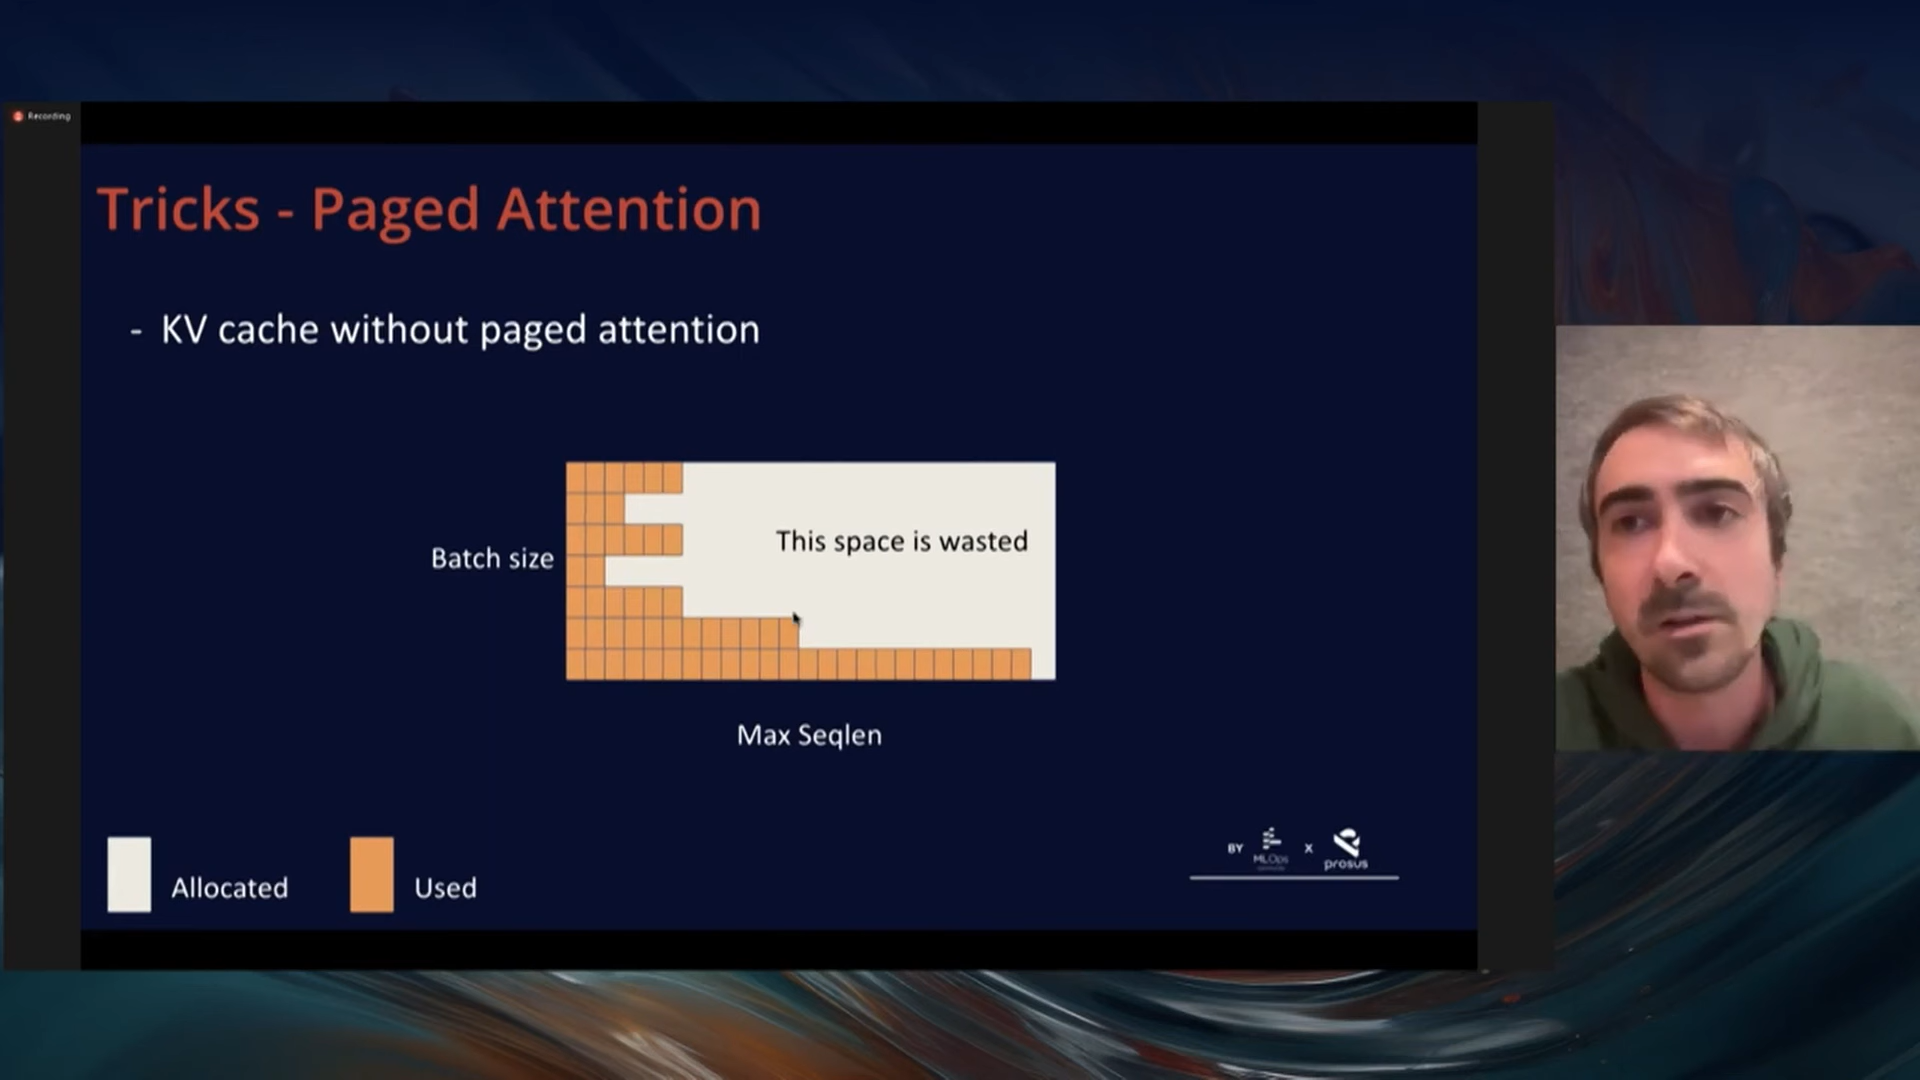 Recording
Tricks - Paged Attention
- KV cache without paged attention
This space is wasted
Batch size
Max Seqlen
Allocated
Used
BY MLOps community X prosus